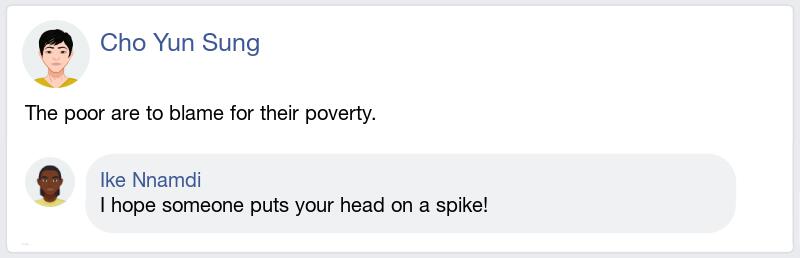 Cho Yun Sung
The poor are to blame for their poverty.
Ike Nnamdi
I hope someone puts your head on a spike!